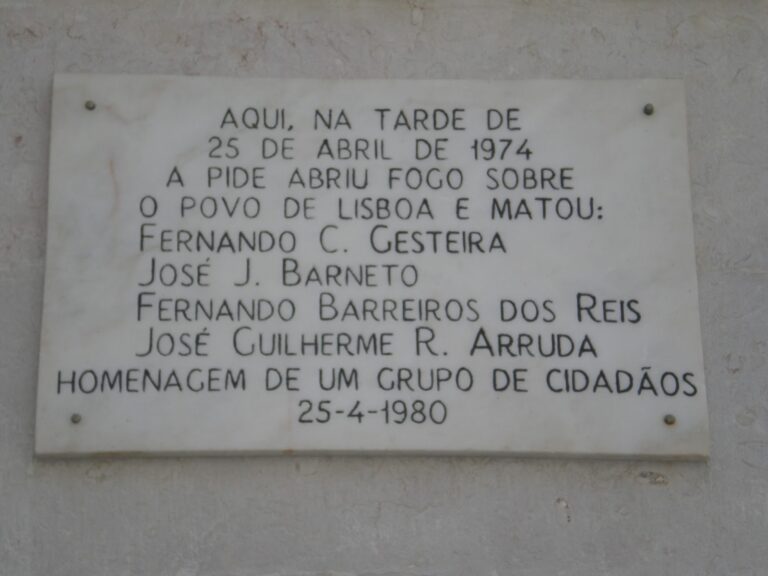 AQUI, NA TARDE DE
25 DE ABRIL DE 1974
A PIDE ABRIU FOGO SOBRE
O POVO DE LISBOA E MATOU:
FERNANDO C. GESTEIRA
JOSÉ J. BARNETO
FERNANDO BARREIROS DOS REIS
JOSÉ GUILHERME R. ARRUDA
HOMENAGEM DE UM GRUPO DE CIDADÃOS
25-4-1980